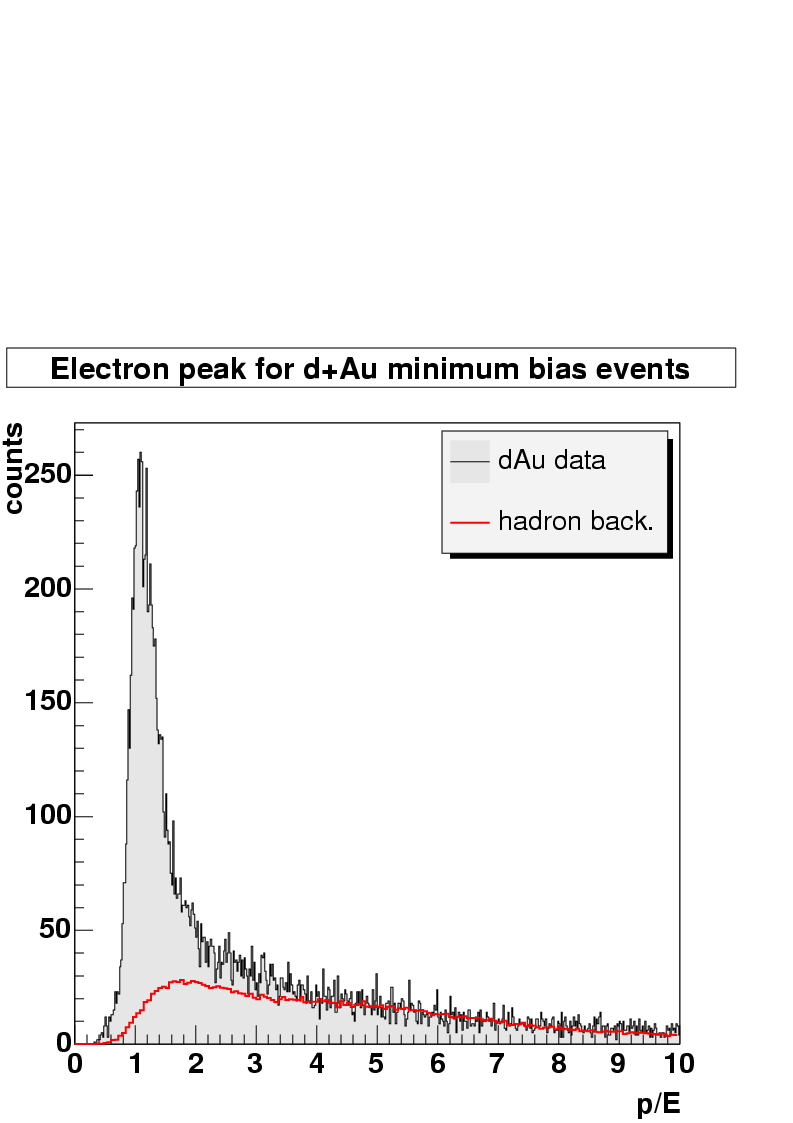 Electron peak for d+Au minimum bias events
counts
250
200
150
100
50
0
dAu data
hadron back.
0 1 2 3 4 5 6 7 8 9 10
p/E